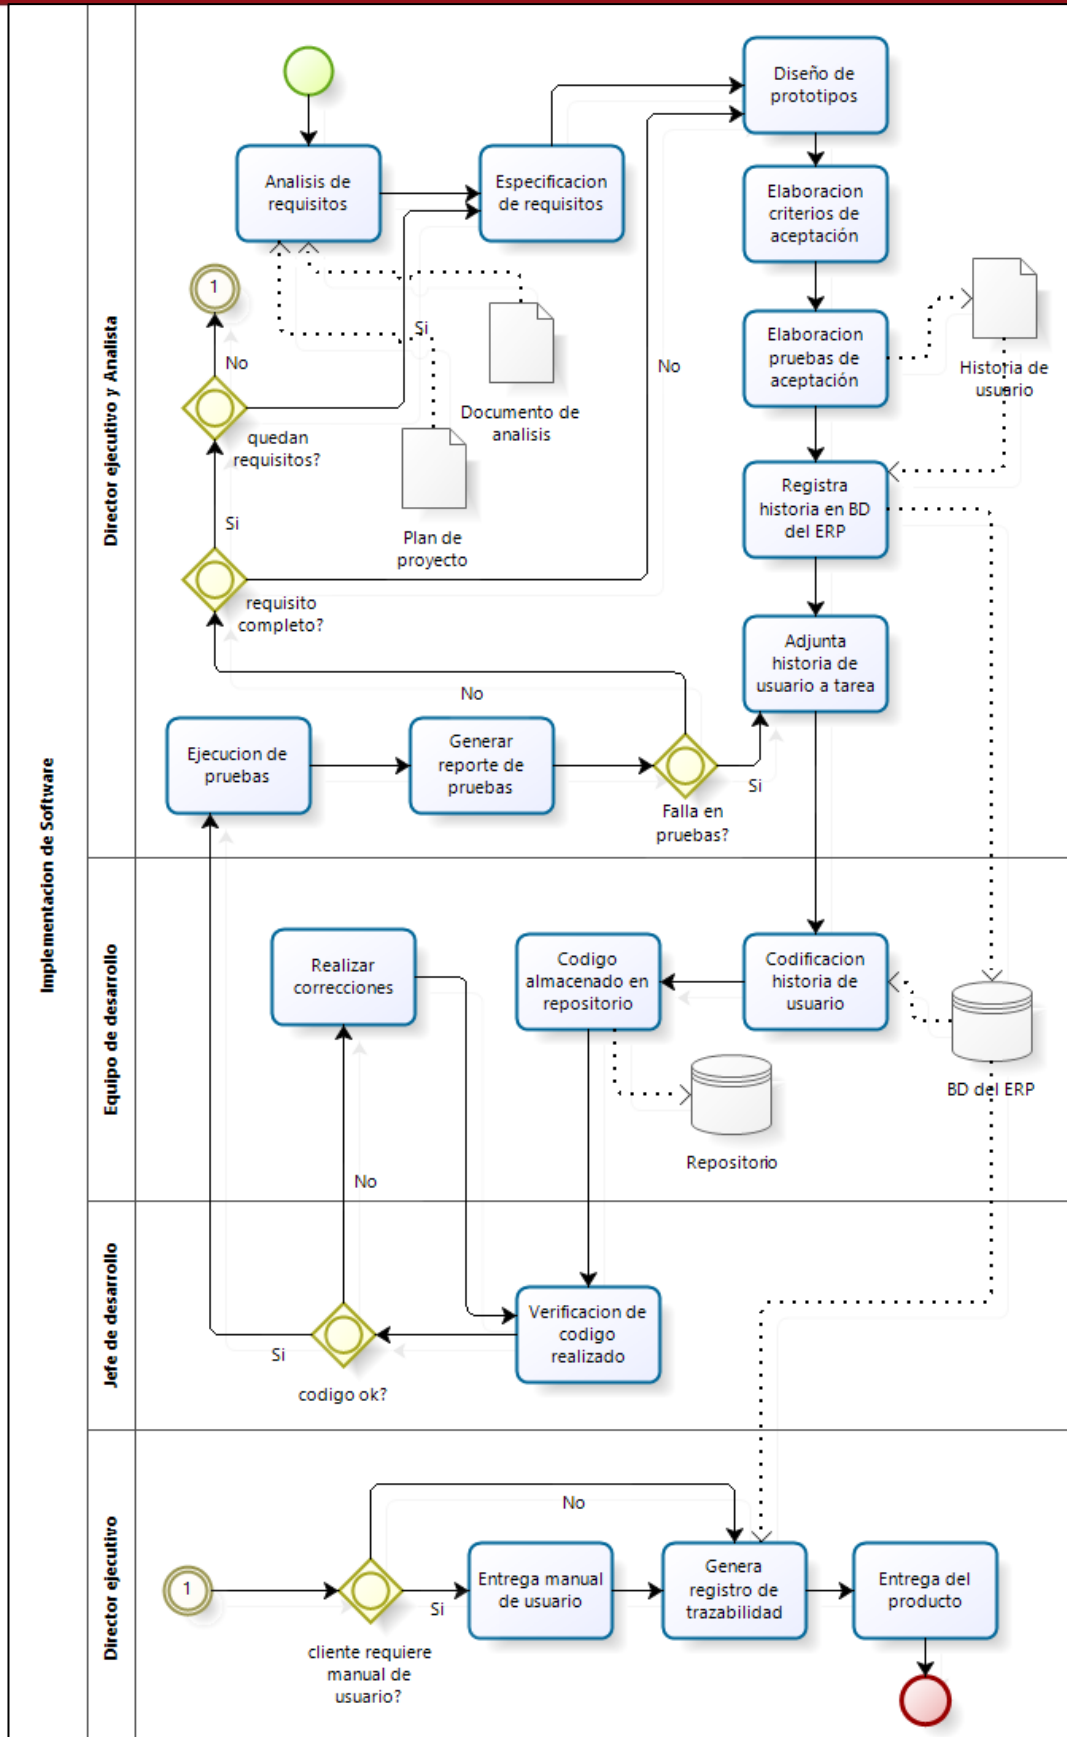 Implementacion de Software
Director ejecutivo y Analista
Diseño de
prototipos
Analisis de
requisitos
Especificacion
de requisitos
Elaboracion
criterios de
aceptación
1
No
Si
Elaboracion
pruebas de
aceptación
Historia de
usuario
No
Documento de
analisis
quedan
requisitos?
Registra
historia en BD
del ERP
Si
Plan de
proyecto
requisito
completo?
Adjunta
historia de
usuario a tarea
No
Ejecucion de
pruebas
Generar
reporte de
pruebas
Si
Falla en
pruebas?
Equipo de desarrollo
Realizar
correcciones
Codigo
almacenado en
repositorio
Codificacion
historia de
usuario
BD del ERP
Repositorio
No
Jefe de desarrollo
Verificacion de
codigo
realizado
Si
codigo ok?
Director ejecutivo
No
1
Si
Entrega manual
de usuario
Genera
registro de
trazabilidad
Entrega del
producto
cliente requiere
manual de
usuario?